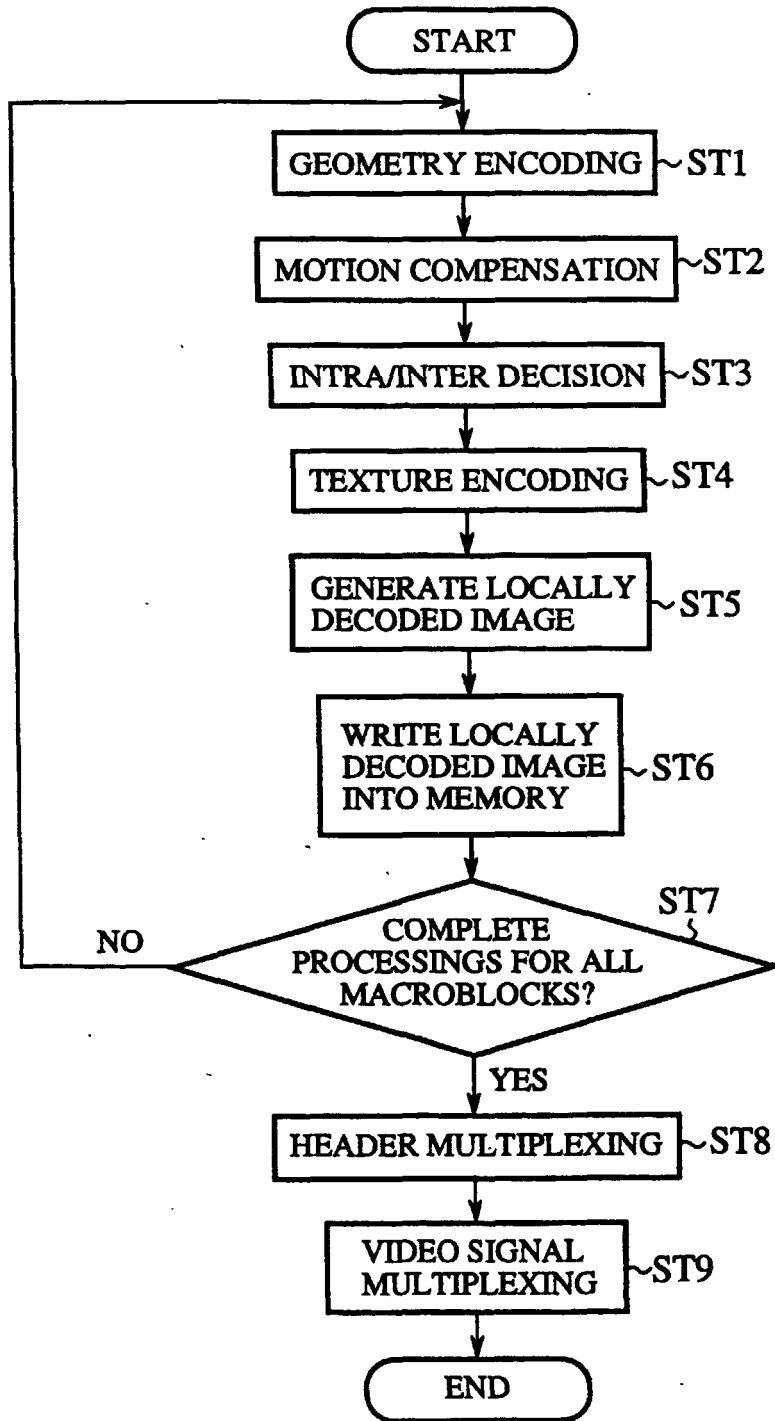 START
GEOMETRY ENCODING
ST1
MOTION COMPENSATION
ST2
INTRA/INTER DECISION
ST3
TEXTURE ENCODING
ST4
GENERATE LOCALLY
DECODED IMAGE
ST5
WRITE LOCALLY
DECODED IMAGE
INTO MEMORY
ST6
ST7
NO
COMPLETE
PROCESSINGS FOR ALL
MACROBLOCKS?
YES
HEADER MULTIPLEXING
ST8
VIDEO SIGNAL
MULTIPLEXING
ST9
END